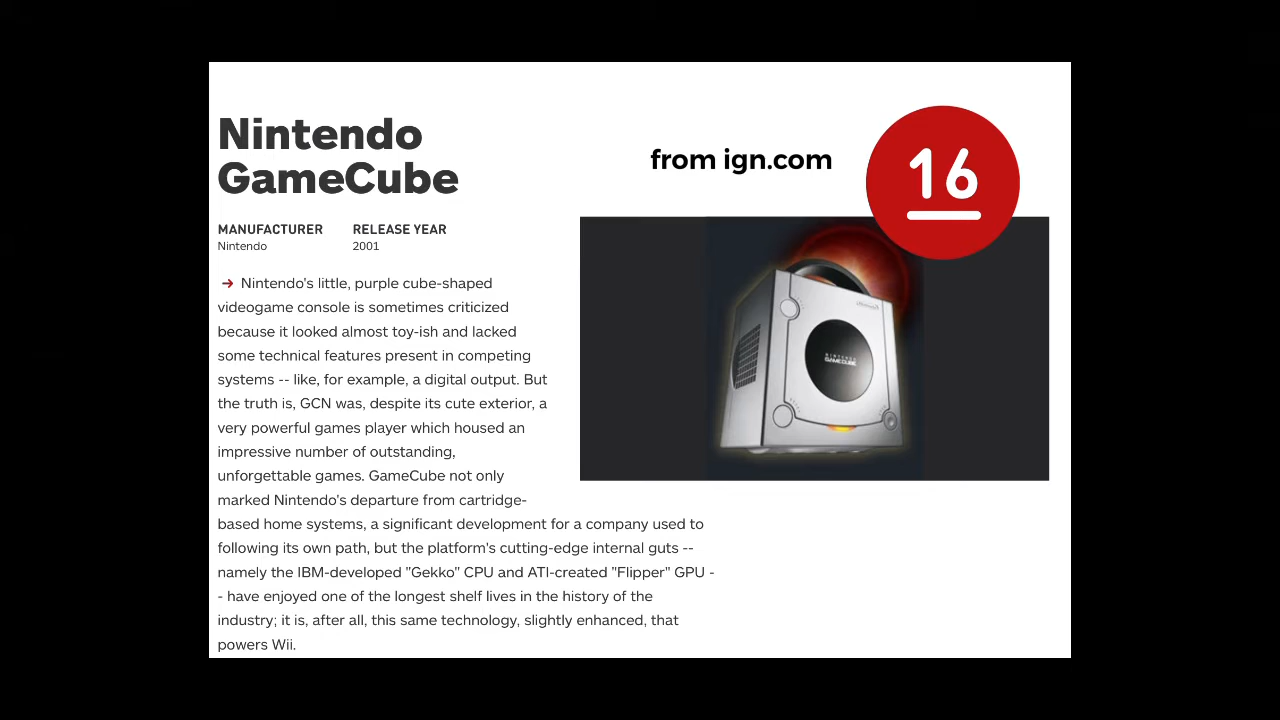 Nintendo
GameCube
from ign.com
16
MANUFACTURER RELEASE YEAR
Nintendo 2001
→ Nintendo's little, purple cube-shaped
videogame console is sometimes criticized
because it looked almost toy-ish and lacked
some technical features present in competing
systems -- like, for example, a digital output. But
the truth is, GCN was, despite its cute exterior, a
very powerful games player which housed an
impressive number of outstanding,
unforgettable games. GameCube not only
marked Nintendo's departure from cartridge-
based home systems, a significant development for a company used to
following its own path, but the platform's cutting-edge internal guts --
namely the IBM-developed "Gekko" CPU and ATI-created "Flipper" GPU -
- have enjoyed one of the longest shelf lives in the history of the
industry; it is, after all, this same technology, slightly enhanced, that
powers Wii.
Nintendo
NINTENDO
GAMECUBE